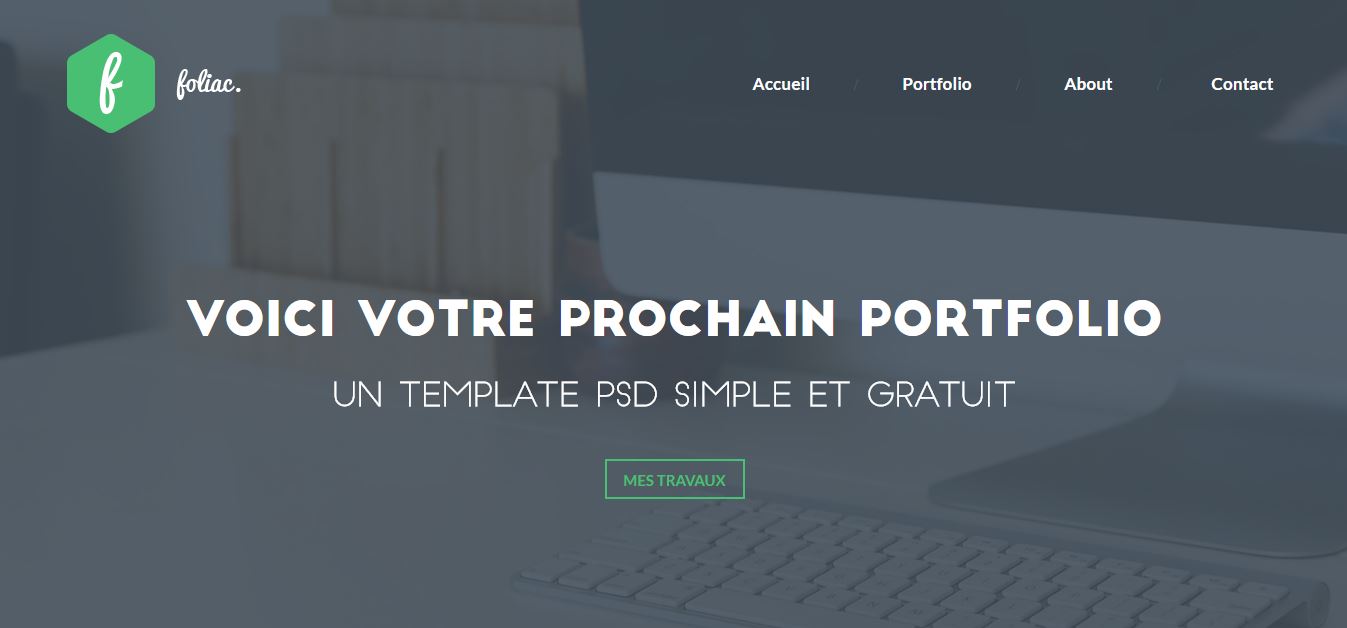 f
foliac.
Accueil / Portfolio / About / Contact
VOICI VOTRE PROCHAIN PORTFOLIO
UN TEMPLATE PSD SIMPLE ET GRATUIT
MES TRAVAUX